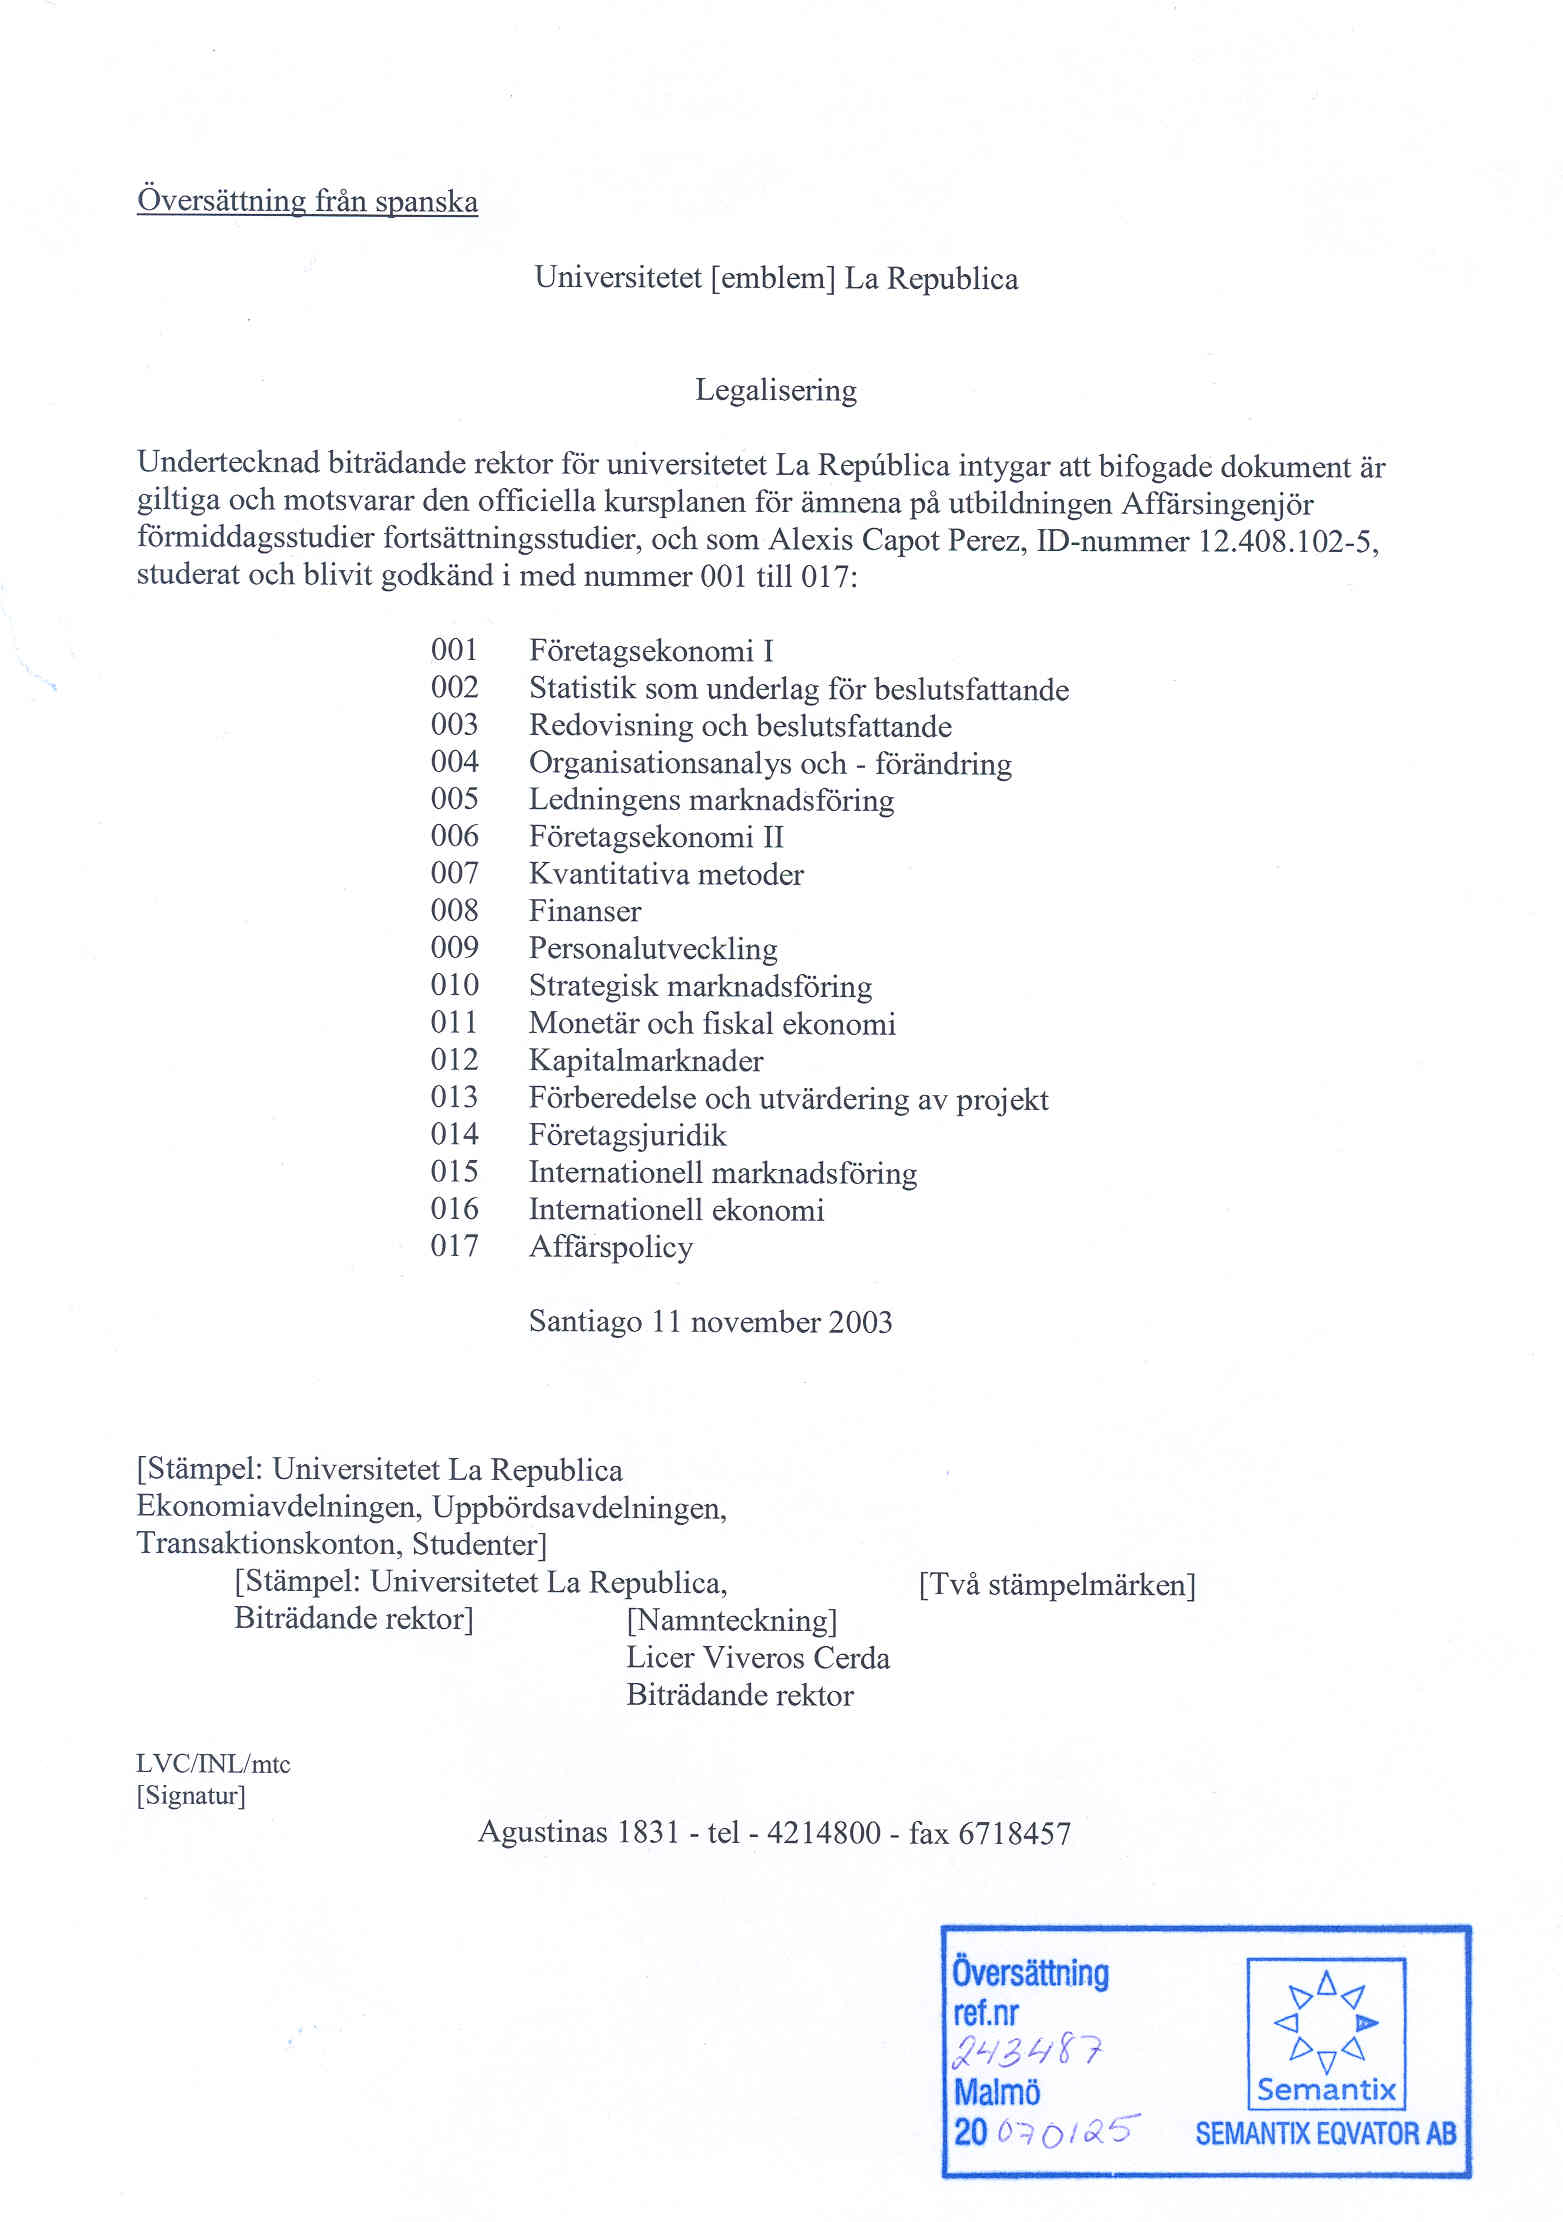 Översättning från spanska
Universitetet [emblem] La Republica
Legalisering
Undertecknad biträdande rektor för universitetet La República intygar att bifogade dokument är
giltiga och motsvarar den officiella kursplanen för ämnena på utbildningen Affärsingenjör
förmiddagsstudier fortsättningsstudier, och som Alexis Capot Perez, ID-nummer 12.408.102-5,
studerat och blivit godkänd i med nummer 001 till 017:
001 Företagsekonomi I
002 Statistik som underlag för beslutsfattande
003 Redovisning och beslutsfattande
004 Organisationsanalys och - förändring
005 Ledningens marknadsföring
006 Företagsekonomi II
007 Kvantitativa metoder
008 Finanser
009 Personalutveckling
010 Strategisk marknadsföring
011 Monetär och fiskal ekonomi
012 Kapitalmarknader
013 Förberedelse och utvärdering av projekt
014 Företagsjuridik
015 Internationell marknadsföring
016 Internationell ekonomi
017 Affärspolicy
Santiago 11 november 2003
[Stämpel: Universitetet La Republica
Ekonomiavdelningen, Uppbördsavdelningen,
Transaktionskonton, Studenter]
[Stämpel: Universitetet La Republica, [Två stämpelmärken]
Biträdande rektor] [Namnteckning]
Licer Viveros Cerda
Biträdande rektor
LVC/INL/mtc
[Signatur]
Agustinas 1831 - tel - 4214800 - fax 6718457
Översättning
ref.nr
243487
Malmö
20 070125
Semantix
SEMANTIX EQVATOR AB